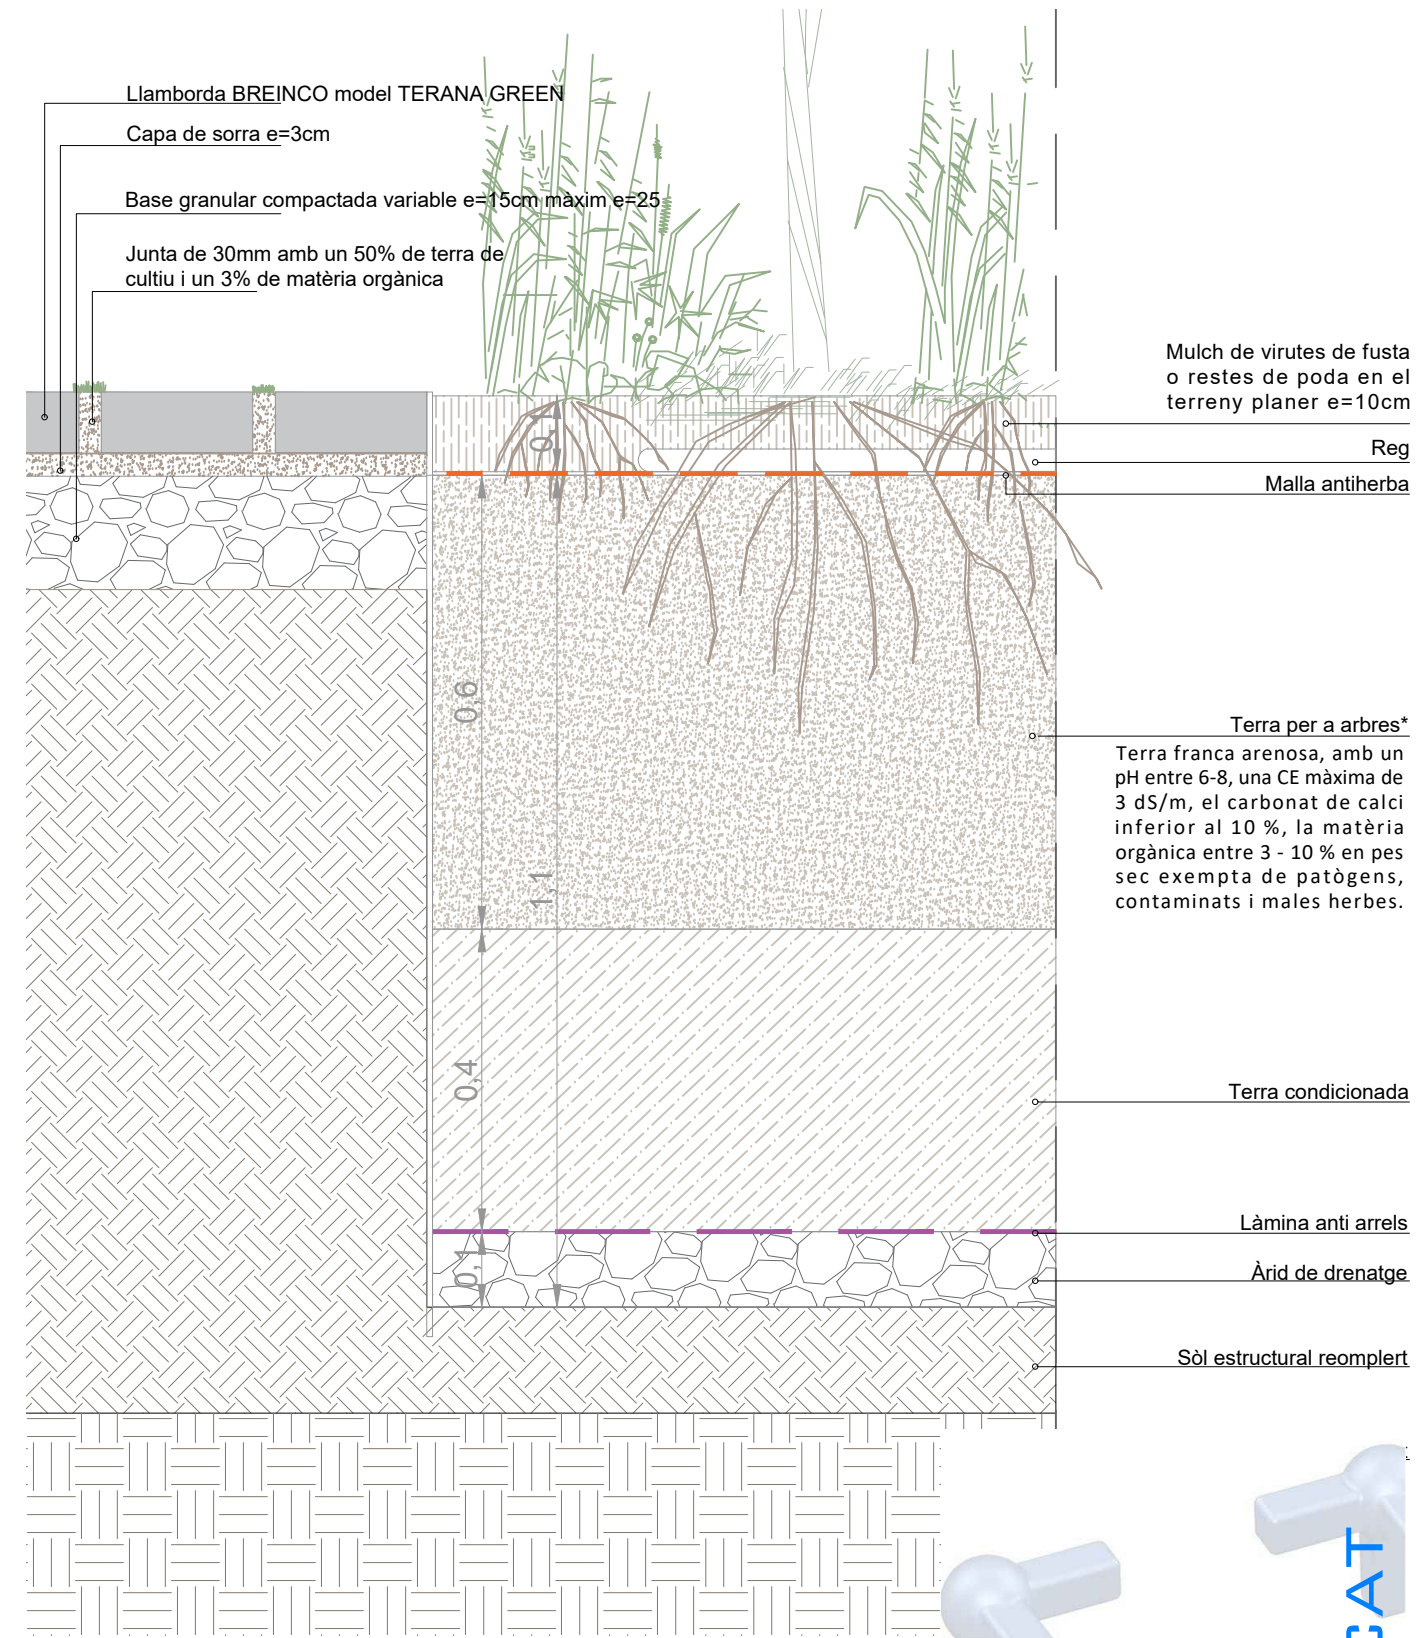 Llamborda BREINCO model TERANA GREEN
Capa de sorra e=3cm
Base granular compactada variable e=15cm màxim e=25
Junta de 30mm amb un 50% de terra de
cultiu i un 3% de matèria orgànica
Mulch de virutes de fusta
o restes de poda en el
terreny planer e=10cm
Reg
Malla antiherba
0,1
0,6
1,1
Terra per a arbres*
Terra franca arenosa, amb un
pH entre 6-8, una CE màxima de
3 dS/m, el carbonat de calci
inferior al 10 %, la matèria
orgànica entre 3 - 10 % en pes
sec exempta de patògens,
contaminats i males herbes.
0,4
Terra condicionada
Làmina anti arrels
0,1
Àrid de drenatge
Sòl estructural reomplert